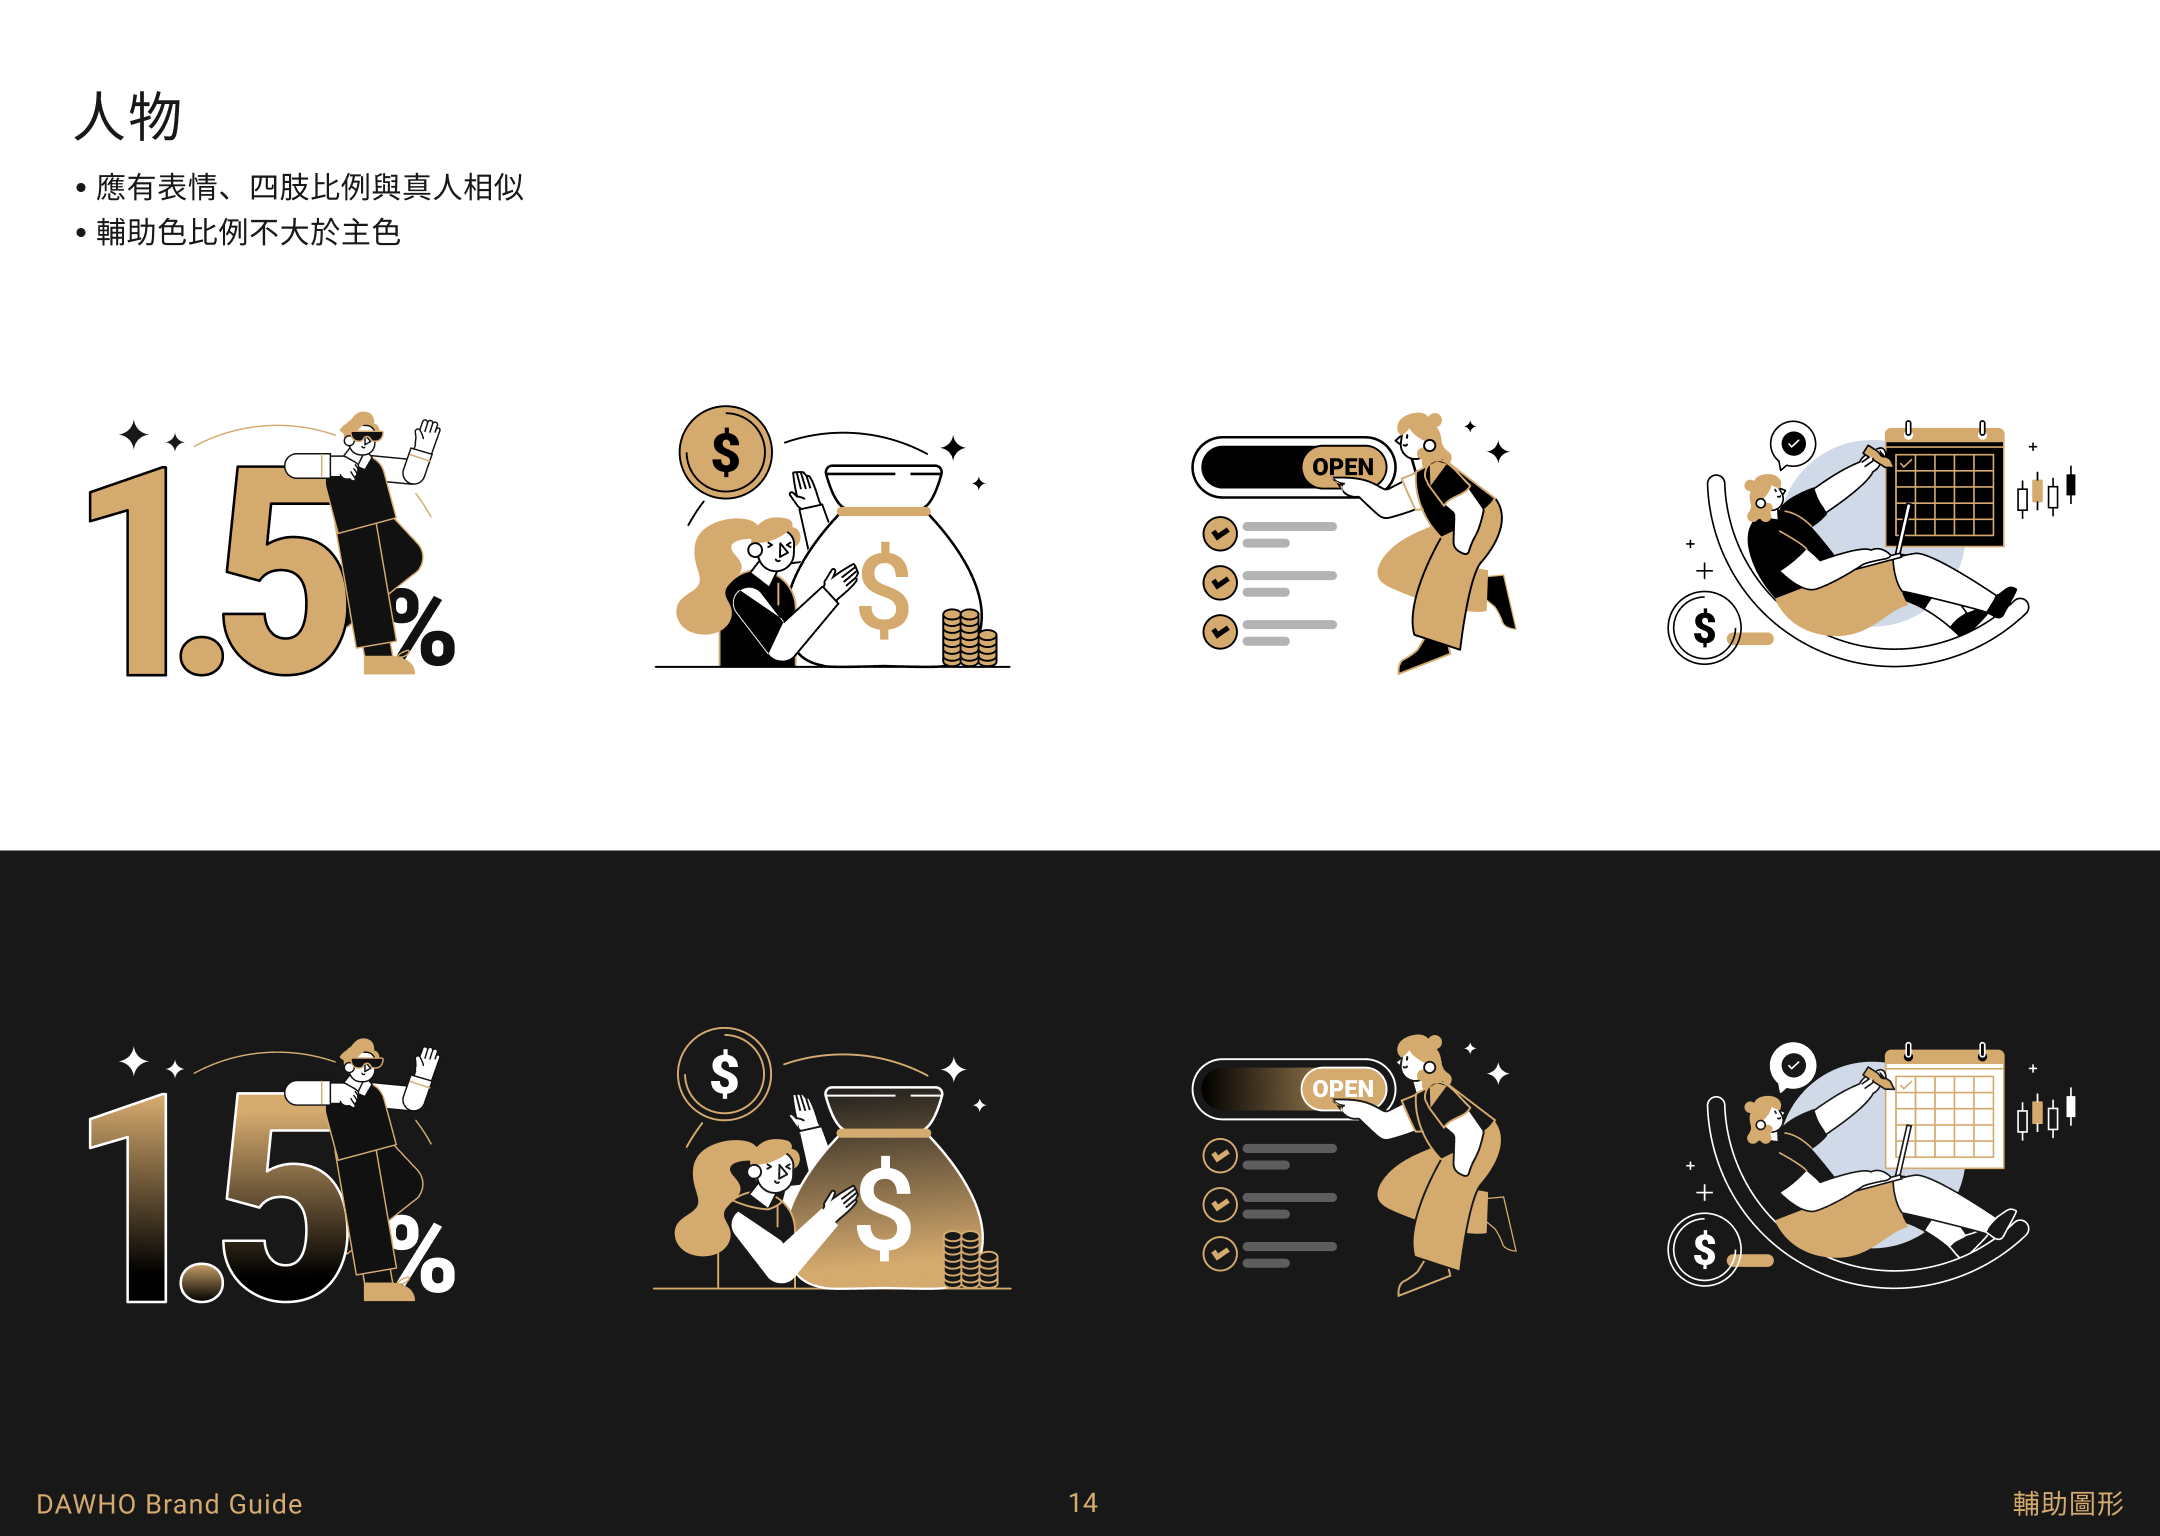 人物
• 應有表情、四肢比例與真人相似
• 輔助色比例不大於主色
1.5%
$
$
OPEN
$
1.5%
$
$
OPEN
$
DAWHO Brand Guide
14
輔助圖形